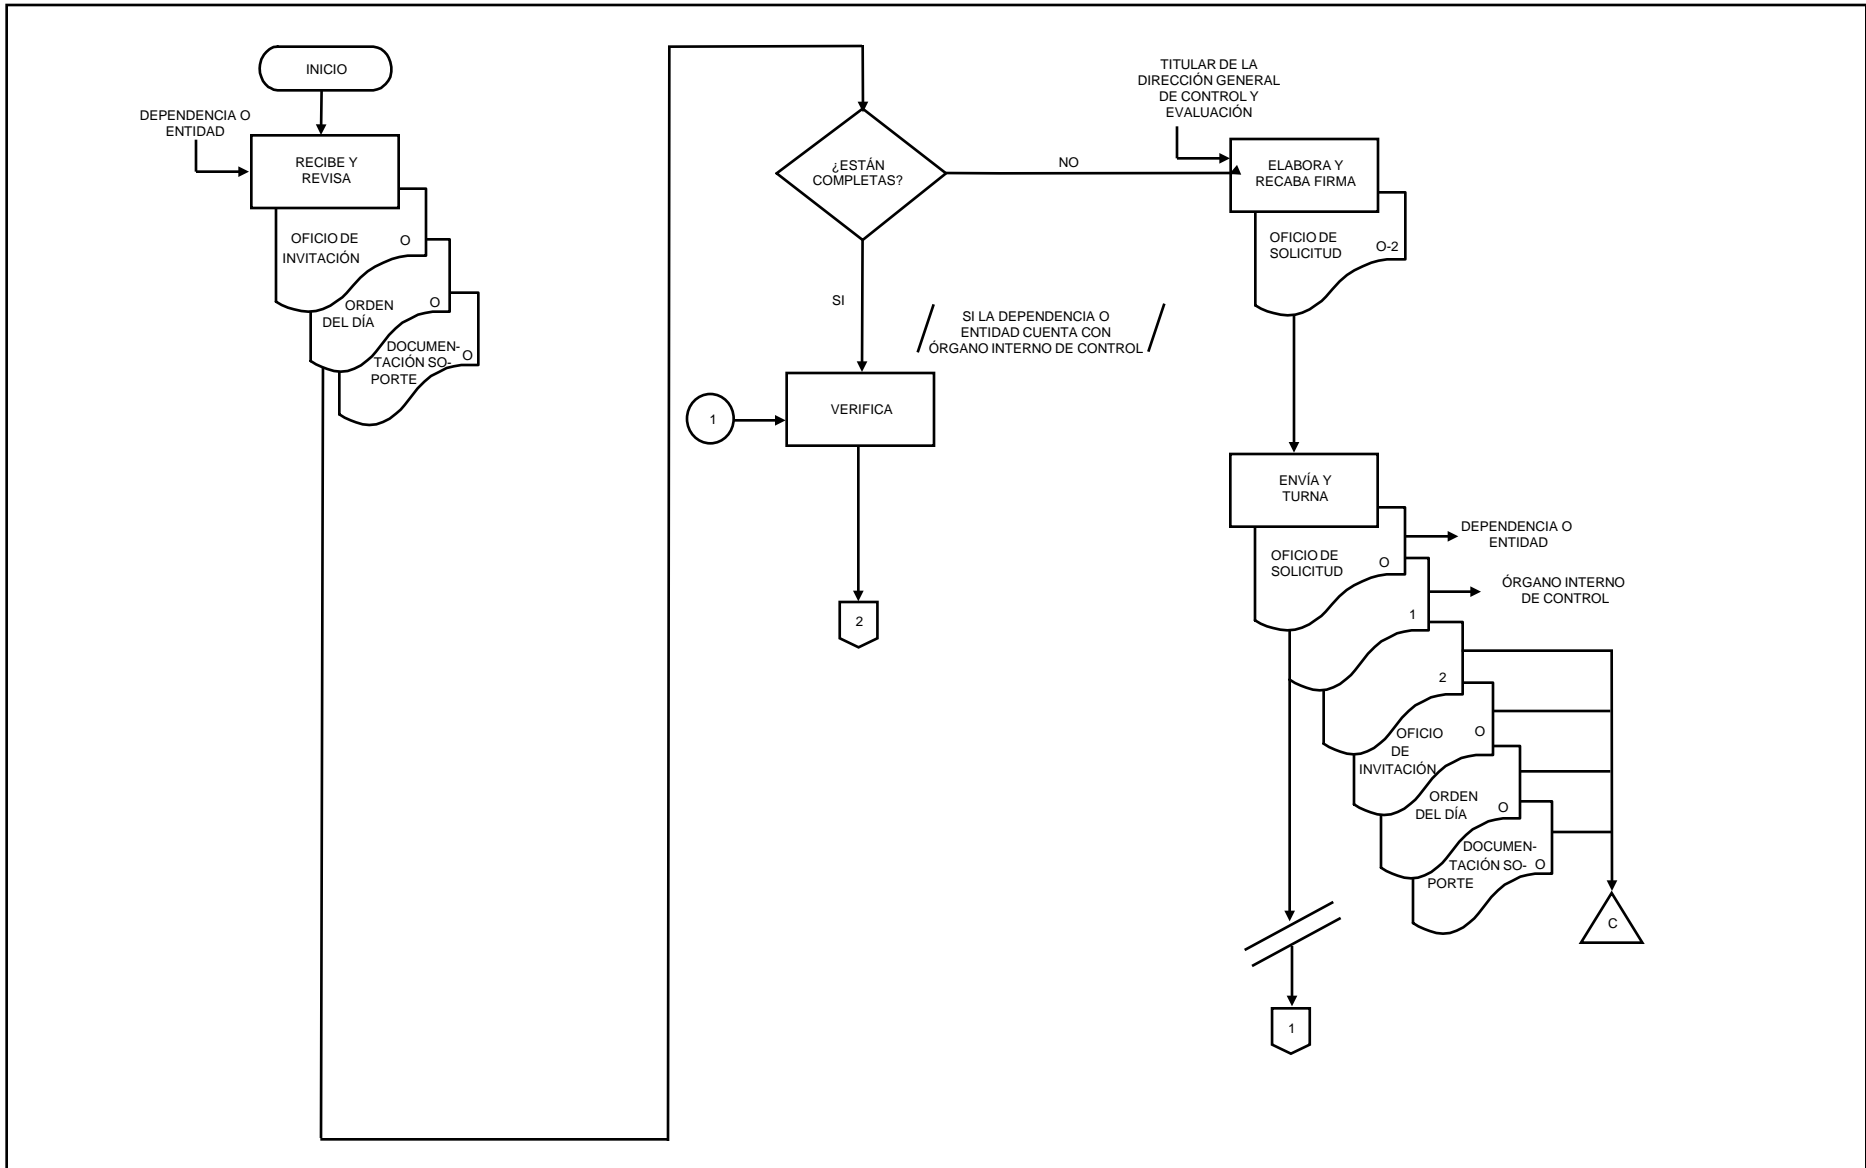 INICIO
DEPENDENCIA O
ENTIDAD
RECIBE Y
REVISA
OFICIO DE
INVITACIÓN
O
ORDEN
DEL DÍA
O
DOCUMEN-
TACIÓN SO-
PORTE
O
¿ESTÁN
COMPLETAS?
NO
SI
SI LA DEPENDENCIA O
ENTIDAD CUENTA CON
ÓRGANO INTERNO DE CONTROL
1
VERIFICA
2
TITULAR DE LA
DIRECCIÓN GENERAL
DE CONTROL Y
EVALUACIÓN
ELABORA Y
RECABA FIRMA
OFICIO DE
SOLICITUD
O-2
ENVÍA Y
TURNA
OFICIO DE
SOLICITUD
O
DEPENDENCIA O
ENTIDAD
1
ÓRGANO INTERNO
DE CONTROL
2
OFICIO
DE
INVITACIÓN
O
ORDEN
DEL DÍA
O
DOCUMEN-
TACIÓN SO-
PORTE
O
C
1